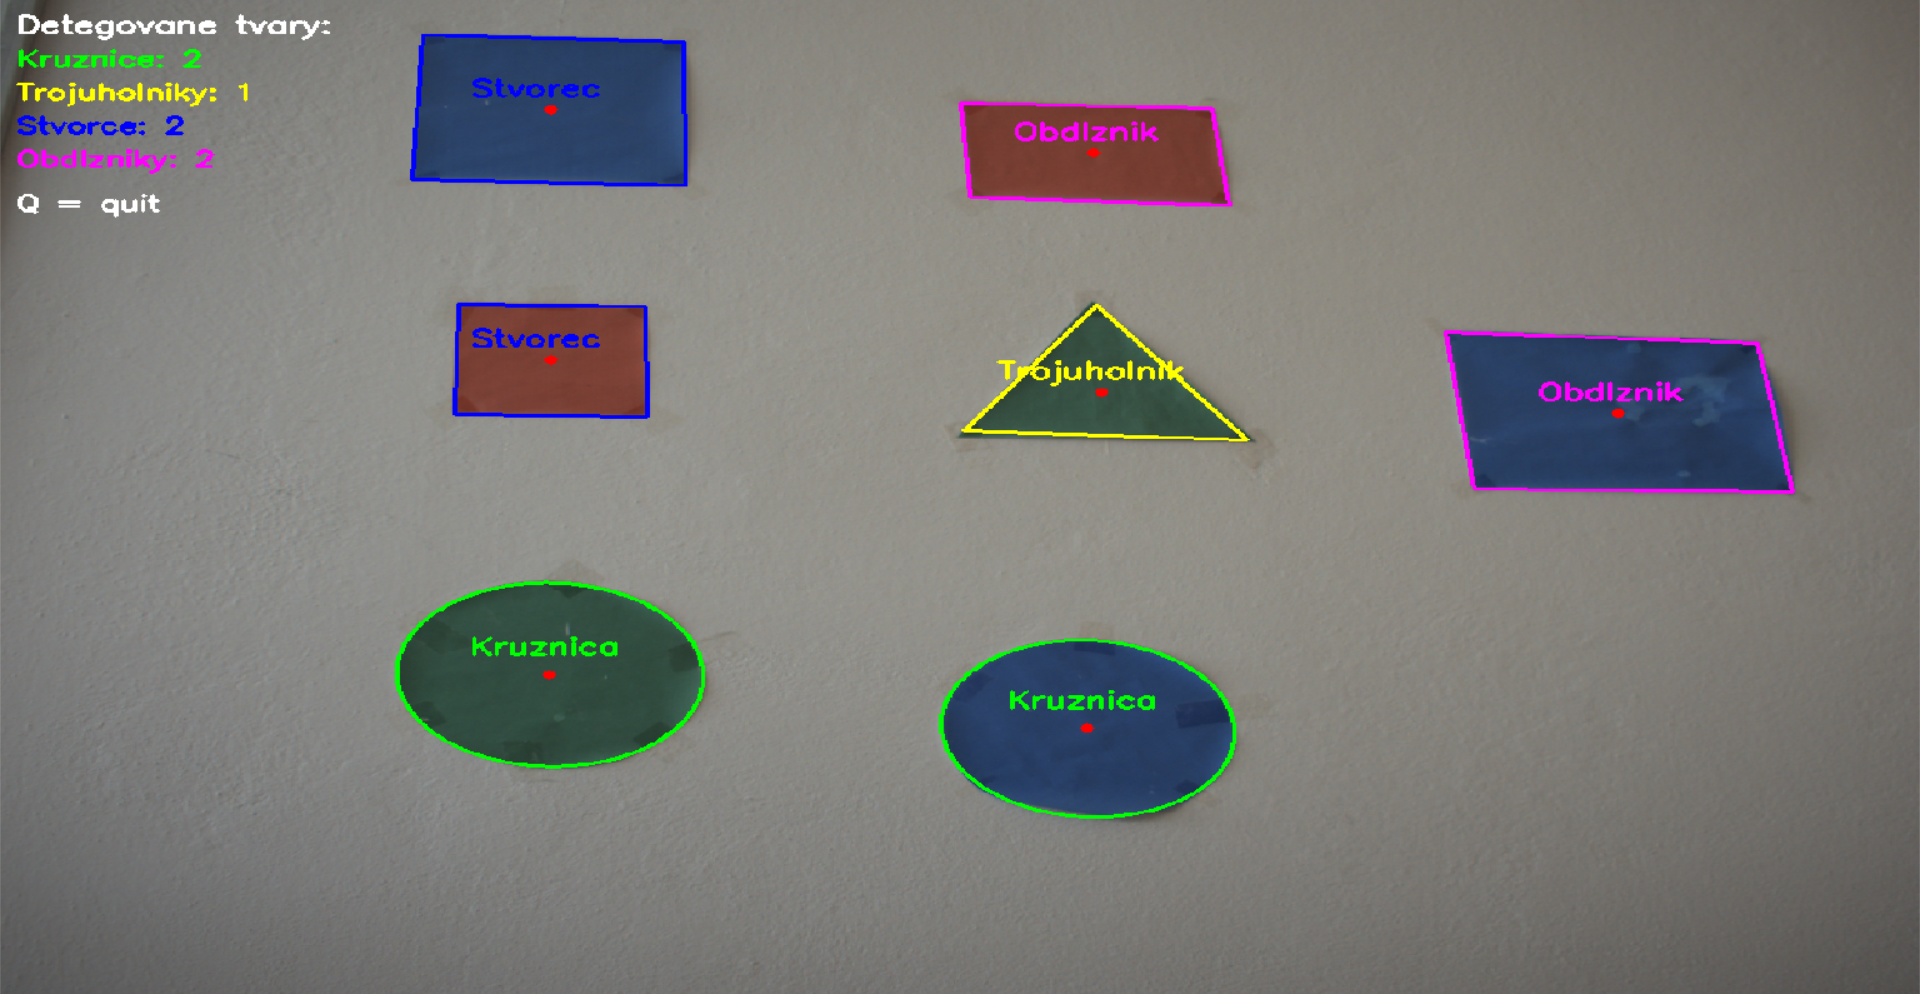 Detegovane tvary:
Kruznice: 2
Trojuholniky: 1
Stvorce: 2
Obdlzniky: 2
Q = quit
Stvorec
Obdlznik
Stvorec
Trojuholnik
Obdlznik
Kruznica
Kruznica